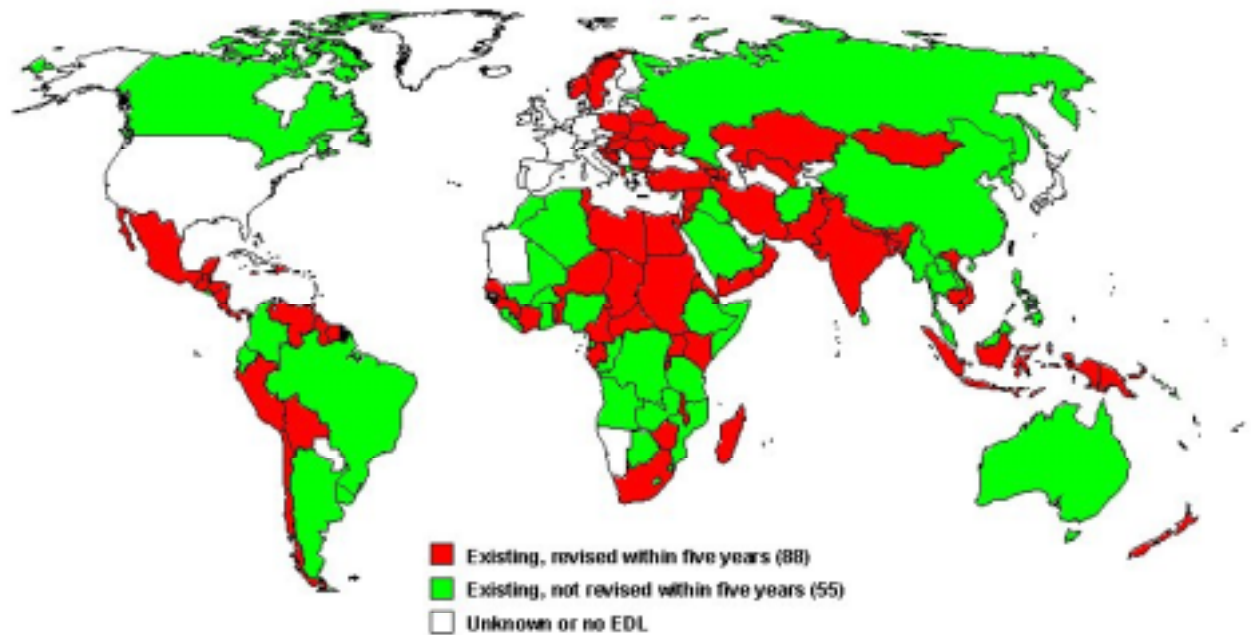 Existing, revised within five years (88)
Existing, not revised within five years (55)
Unknown or no EDL